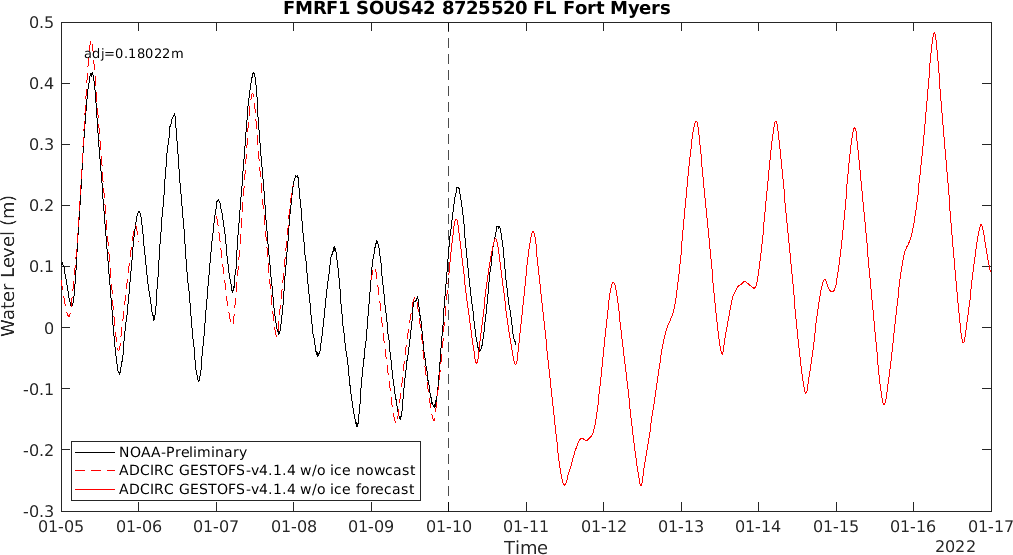 FMRF1 SOUS42 8725520 FL Fort Myers
adj=0.18022m
Water Level (m)
0.5
0.4
0.3
0.2
0.1
0
-0.1
-0.2
-0.3
NOAA-Preliminary
ADCIRC GESTOFS-v4.1.4 w/o ice nowcast
ADCIRC GESTOFS-v4.1.4 w/o ice forecast
01-05 01-06 01-07 01-08 01-09 01-10 01-11 01-12 01-13 01-14 01-15 01-16 01-17
Time
2022